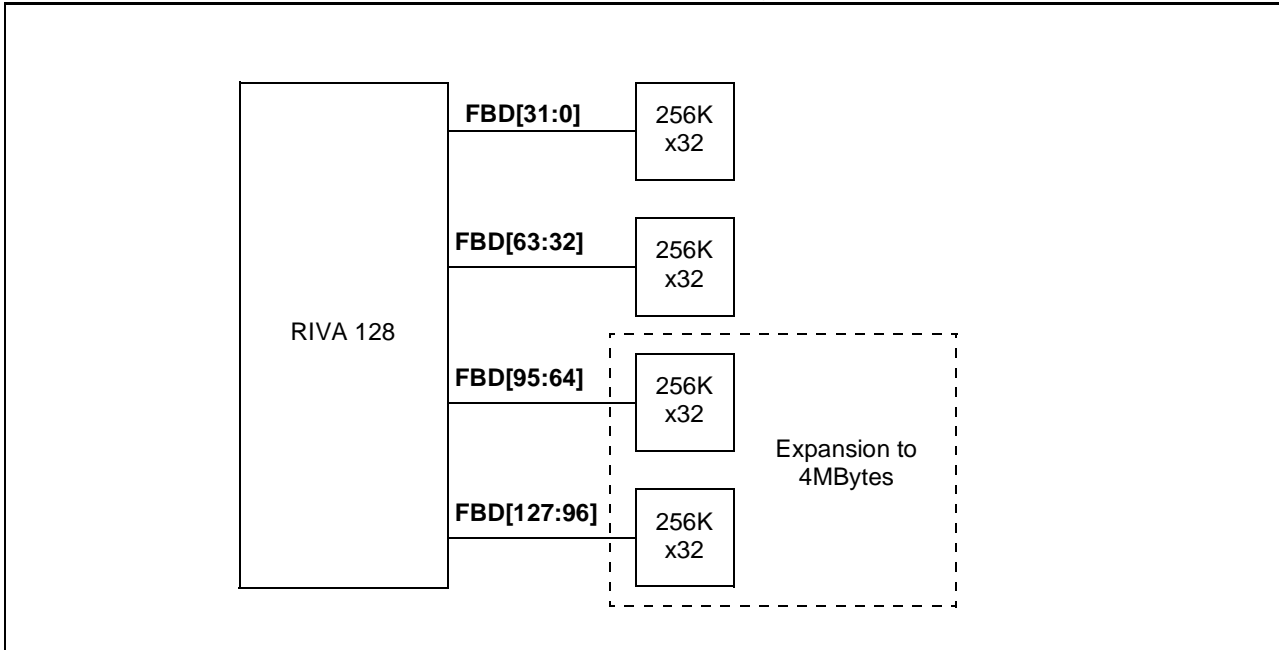 FBD[31:0]
256K
x32
FBD[63:32]
256K
x32
RIVA 128
FBD[95:64]
256K
x32
Expansion to
4MBytes
FBD[127:96]
256K
x32